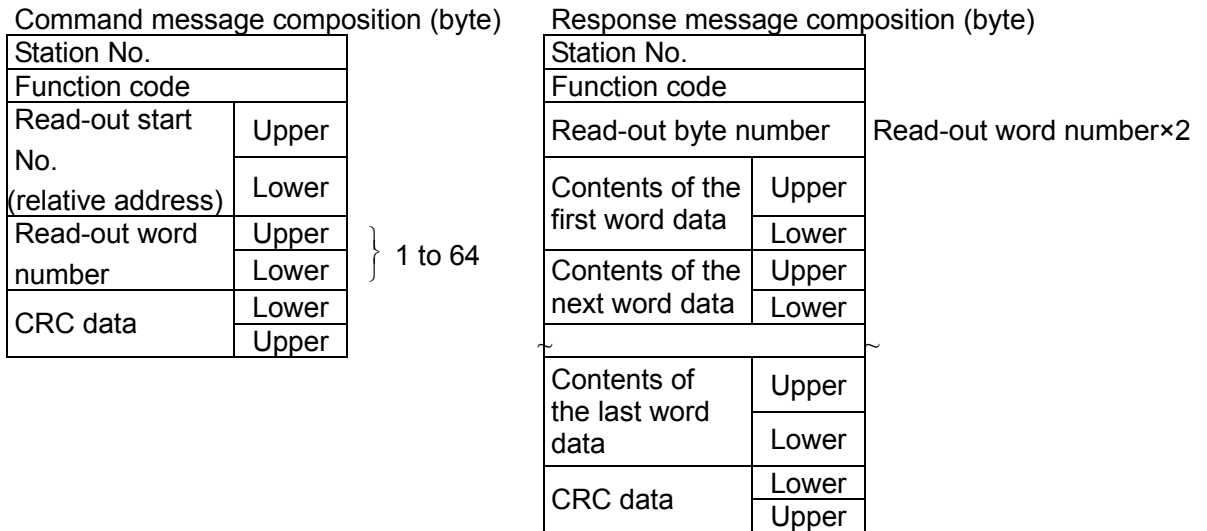 Command message composition (byte)
Station No.
Function code
Read-out start
No.
(relative address)
Upper
Lower
Read-out word
number
Upper
Lower
1 to 64
CRC data
Lower
Upper
Response message composition (byte)
Station No.
Function code
Read-out byte number
Read-out word number×2
Contents of the
first word data
Upper
Lower
Contents of the
next word data
Upper
Lower
~ ~
Contents of
the last word
data
Upper
Lower
CRC data
Lower
Upper